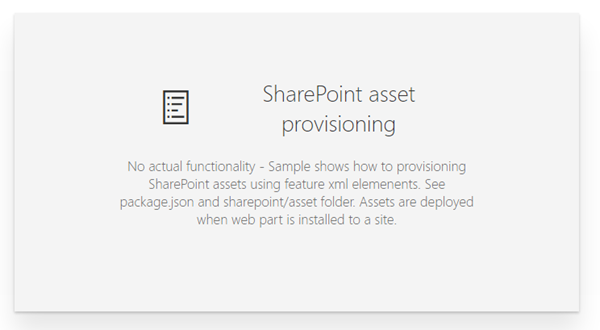 SharePoint asset
provisioning
No actual functionality - Sample shows how to provisioning
SharePoint assets using feature xml elemenents. See
package.json and sharepoint/asset folder. Assets are deployed
when web part is installed to a site.